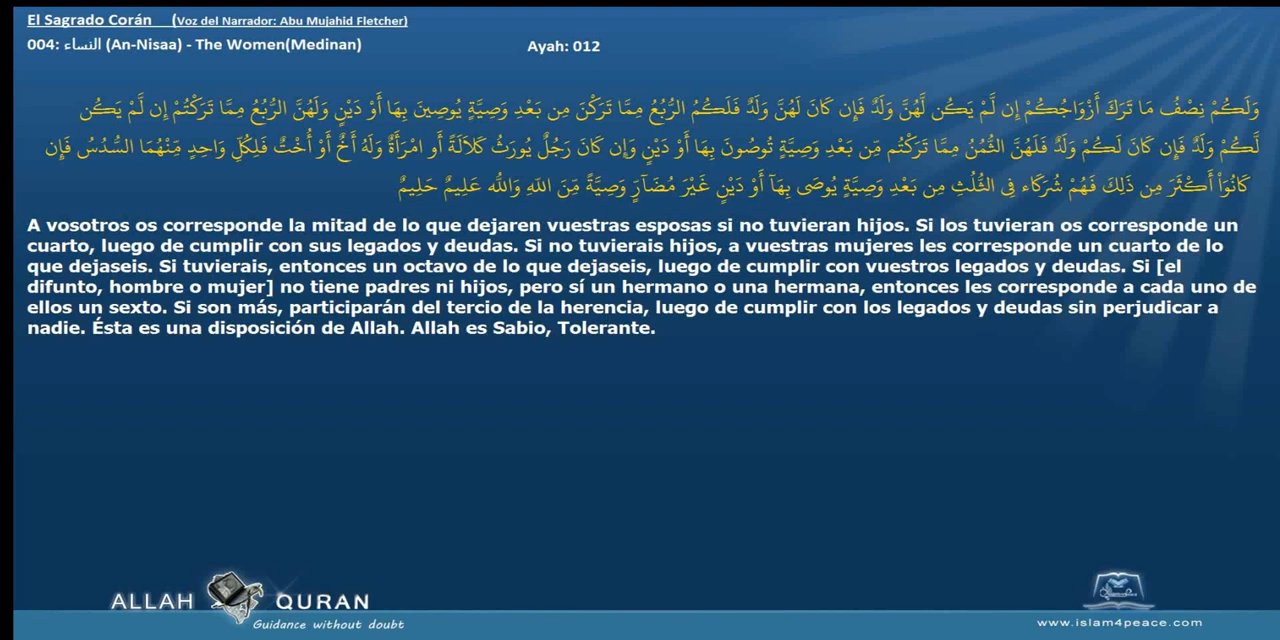 El Sagrado Corán (Voz del Narrador: Abu Mujahid Fletcher)
004: النساء (An-Nisaa) - The Women(Medinan) Ayah: 012
وَلَكُمْ نِصْفُ مَا تَرَكَ أَزْوَاجُكُمْ إِن لَّمْ يَكُن لَّهُنَّ وَلَدٌ فَإِن كَانَ لَهُنَّ وَلَدٌ فَلَكُمُ الرُّبُعُ مِمَّا تَرَكْنَ مِن بَعْدِ وَصِيَّةٍ يُوصِينَ بِهَا أَوْ دَيْنٍ وَلَهُنَّ الرُّبُعُ مِمَّا تَرَكْتُمْ إِن لَّمْ يَكُن
لَّكُمْ وَلَدٌ فَإِن كَانَ لَكُمْ وَلَدٌ فَلَهُنَّ الثُّمُنُ مِمَّا تَرَكْتُم مِّن بَعْدِ وَصِيَّةٍ تُوصُونَ بِهَا أَوْ دَيْنٍ وَإِن كَانَ رَجُلٌ يُورَثُ كَلاَلَةً أَو امْرَأَةٌ وَلَهُ أَخٌ أَوْ أُخْتٌ فَلِكُلِّ وَاحِدٍ مِّنْهُمَا السُّدُسُ فَإِن
كَانُوَاْ أَكْثَرَ مِن ذَلِكَ فَهُمْ شُرَكَاء فِي الثُّلُثِ مِن بَعْدِ وَصِيَّةٍ يُوصَى بِهَآ أَوْ دَيْنٍ غَيْرَ مُضَآرٍّ وَصِيَّةً مِّنَ اللّهِ وَاللّهُ عَلِيمٌ حَلِيمٌ
A vosotros os corresponde la mitad de lo que dejaren vuestras esposas si no tuvieran hijos. Si los tuvieran os corresponde un
cuarto, luego de cumplir con sus legados y deudas. Si no tuvierais hijos, a vuestras mujeres les corresponde un cuarto de lo
que dejaseis. Si tuvierais, entonces un octavo de lo que dejaseis, luego de cumplir con vuestros legados y deudas. Si [el
difunto, hombre o mujer] no tiene padres ni hijos, pero sí un hermano o una hermana, entonces les corresponde a cada uno de
ellos un sexto. Si son más, participarán del tercio de la herencia, luego de cumplir con los legados y deudas sin perjudicar a
nadie. Ésta es una disposición de Allah. Allah es Sabio, Tolerante.
ALLAH QURAN
Guidance without doubt
www.islam4peace.com